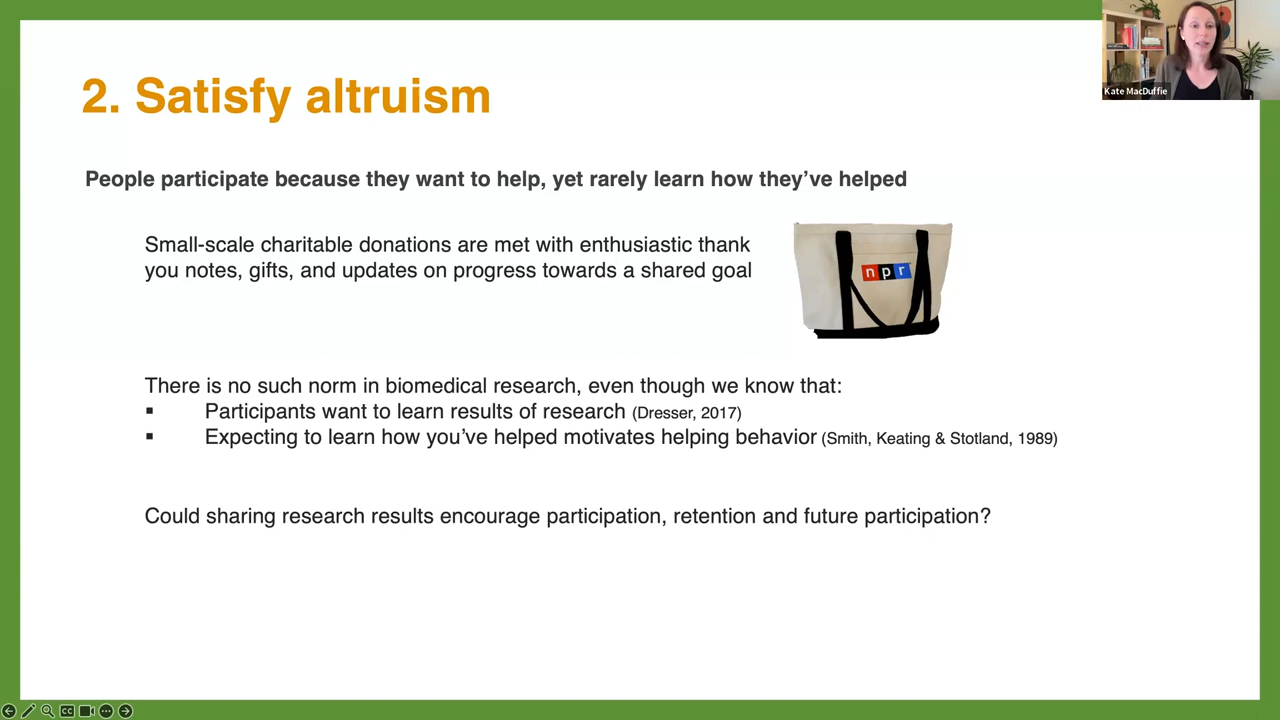 Kate MacDuffie
2. Satisfy altruism
People participate because they want to help, yet rarely learn how they’ve helped
Small-scale charitable donations are met with enthusiastic thank
you notes, gifts, and updates on progress towards a shared goal
npr
There is no such norm in biomedical research, even though we know that:
▪ Participants want to learn results of research (Dresser, 2017)
▪ Expecting to learn how you’ve helped motivates helping behavior (Smith, Keating & Stotland, 1989)
Could sharing research results encourage participation, retention and future participation?